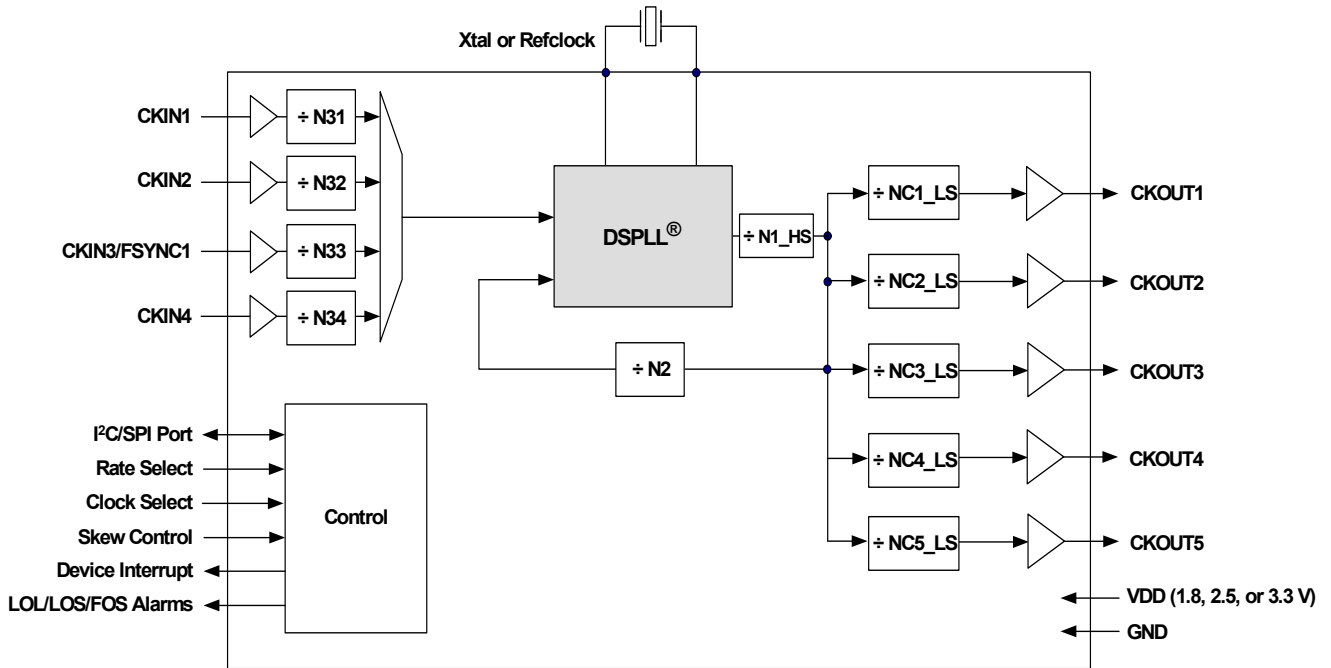 Xtal or Refclock
CKIN1
÷ N31
CKIN2
÷ N32
CKIN3/FSYNC1
÷ N33
CKIN4
÷ N34
DSPLL®
÷ N1_HS
÷ N2
÷ NC1_LS
CKOUT1
÷ NC2_LS
CKOUT2
÷ NC3_LS
CKOUT3
÷ NC4_LS
CKOUT4
÷ NC5_LS
CKOUT5
I²C/SPI Port
Rate Select
Clock Select
Skew Control
Device Interrupt
LOL/LOS/FOS Alarms
Control
VDD (1.8, 2.5, or 3.3 V)
GND